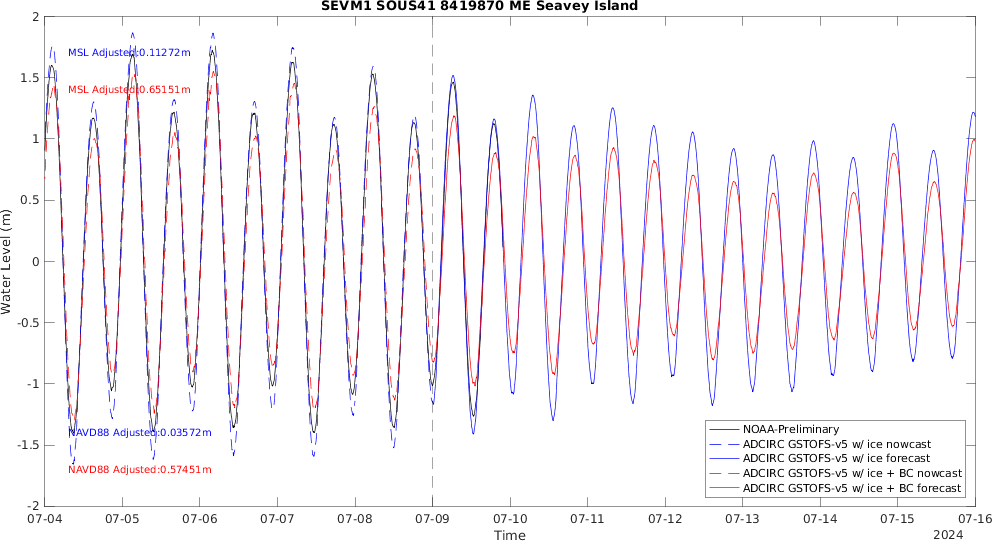 SEVM1 SOUS41 8419870 ME Seavey Island
2
1.5
1
0.5
0
-0.5
-1
-1.5
-2
Water Level (m)
MSL Adjusted:0.11272m
MSL Adjusted:0.65151m
NAVD88 Adjusted:0.03572m
NAVD88 Adjusted:0.57451m
NOAA-Preliminary
ADCIRC GSTOFS-v5 w/ ice nowcast
ADCIRC GSTOFS-v5 w/ ice forecast
ADCIRC GSTOFS-v5 w/ ice + BC nowcast
ADCIRC GSTOFS-v5 w/ ice + BC forecast
07-04 07-05 07-06 07-07 07-08 07-09 07-10 07-11 07-12 07-13 07-14 07-15 07-16
Time
2024